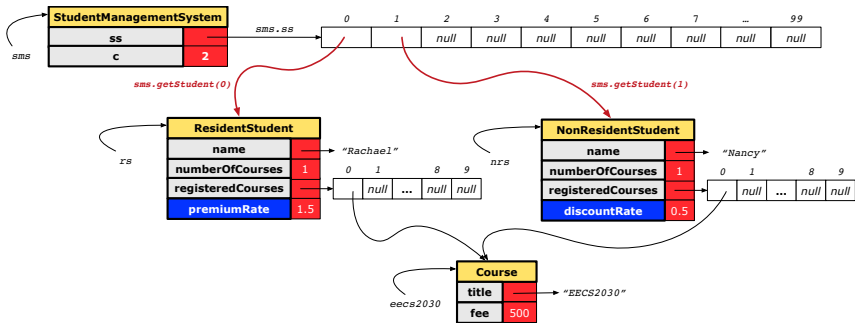 0 1 2 3 4 5 6 7 … 99
StudentManagementSystem
sms
ss
sms.ss
null null null null null null null null
c 2
sms.getStudent(0)
sms.getStudent(1)
ResidentStudent
rs
name
"Rachael"
numberOfCourses 1
0 1 8 9
registeredCourses
null … null null
premiumRate 1.5
NonResidentStudent
nrs
name
"Nancy"
numberOfCourses 1
0 1 8 9
registeredCourses
null … null null
discountRate 0.5
Course
eecs2030
title
"EECS2030"
fee 500